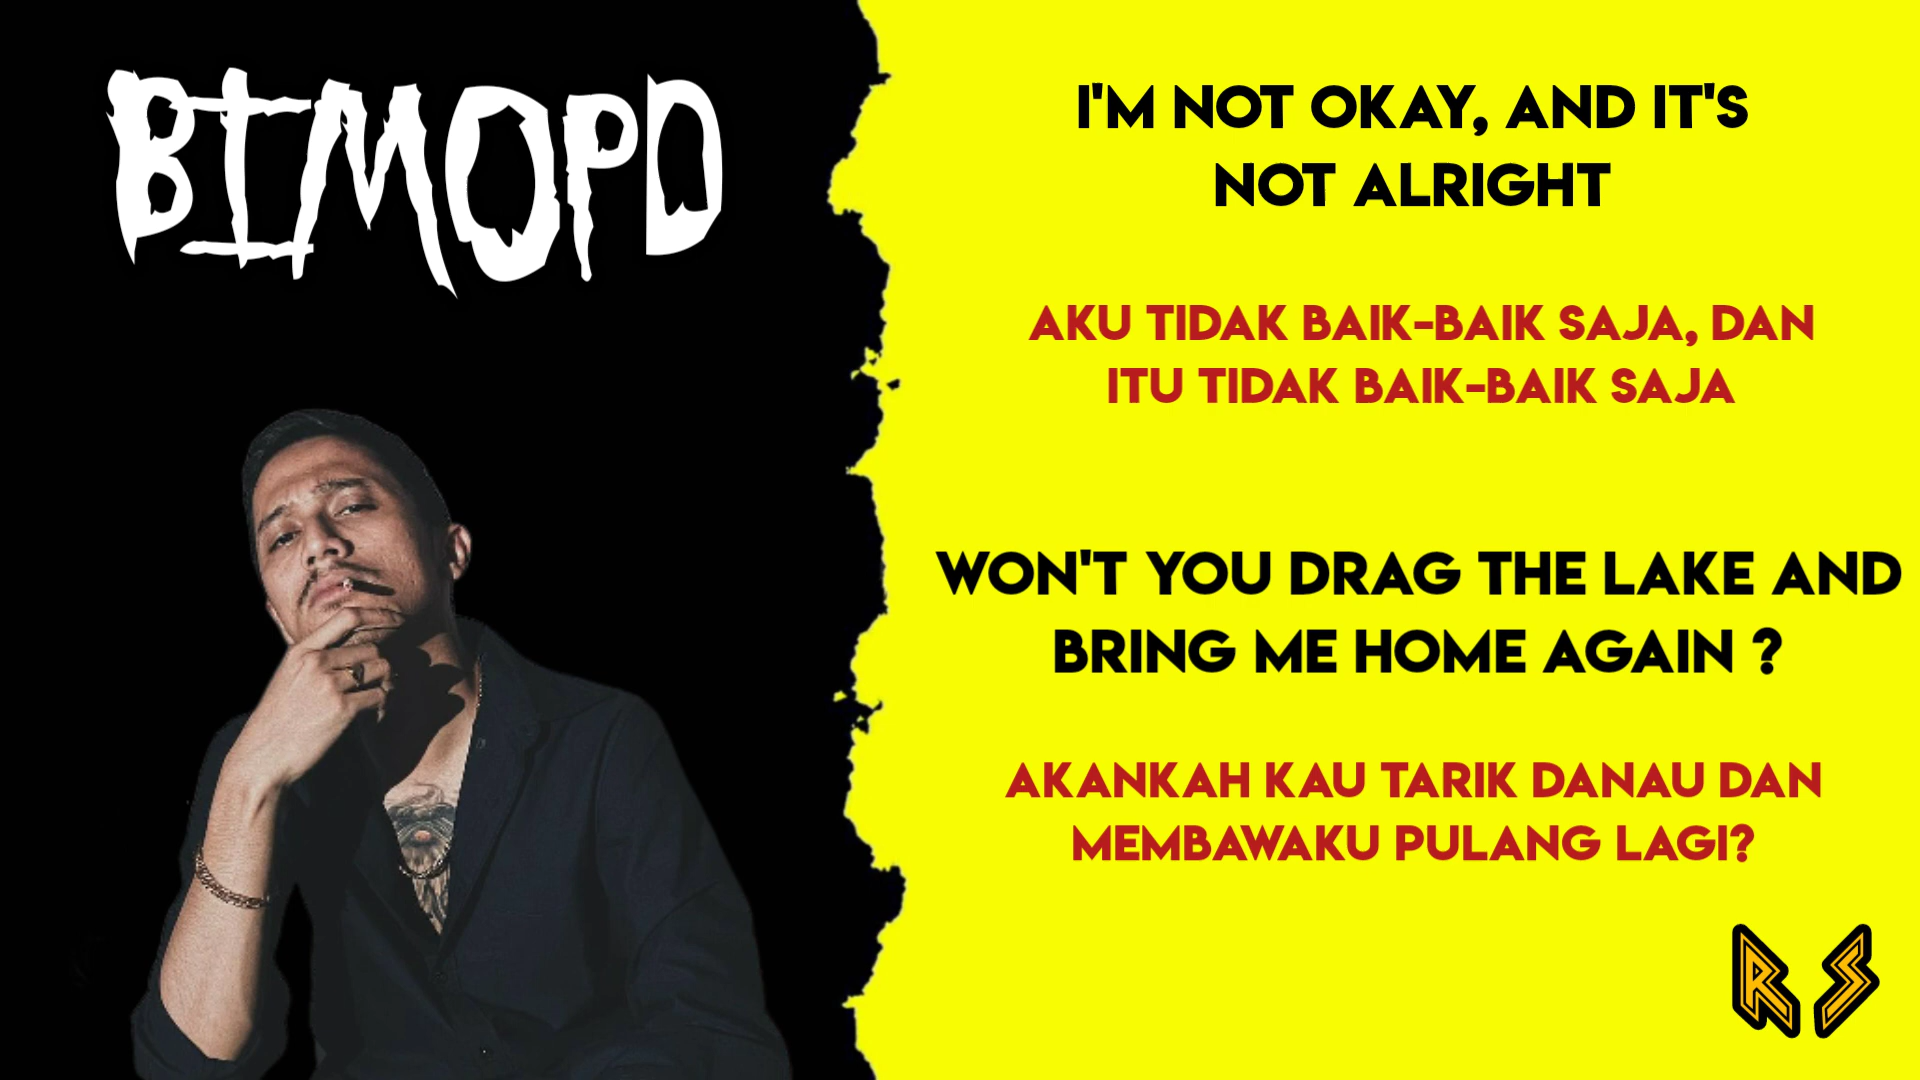 BIMOPD
I'M NOT OKAY, AND IT'S
NOT ALRIGHT
AKU TIDAK BAIK-BAIK SAJA, DAN
ITU TIDAK BAIK-BAIK SAJA
WON'T YOU DRAG THE LAKE AND
BRING ME HOME AGAIN ?
AKANKAH KAU TARIK DANAU DAN
MEMBAWAKU PULANG LAGI?
R S